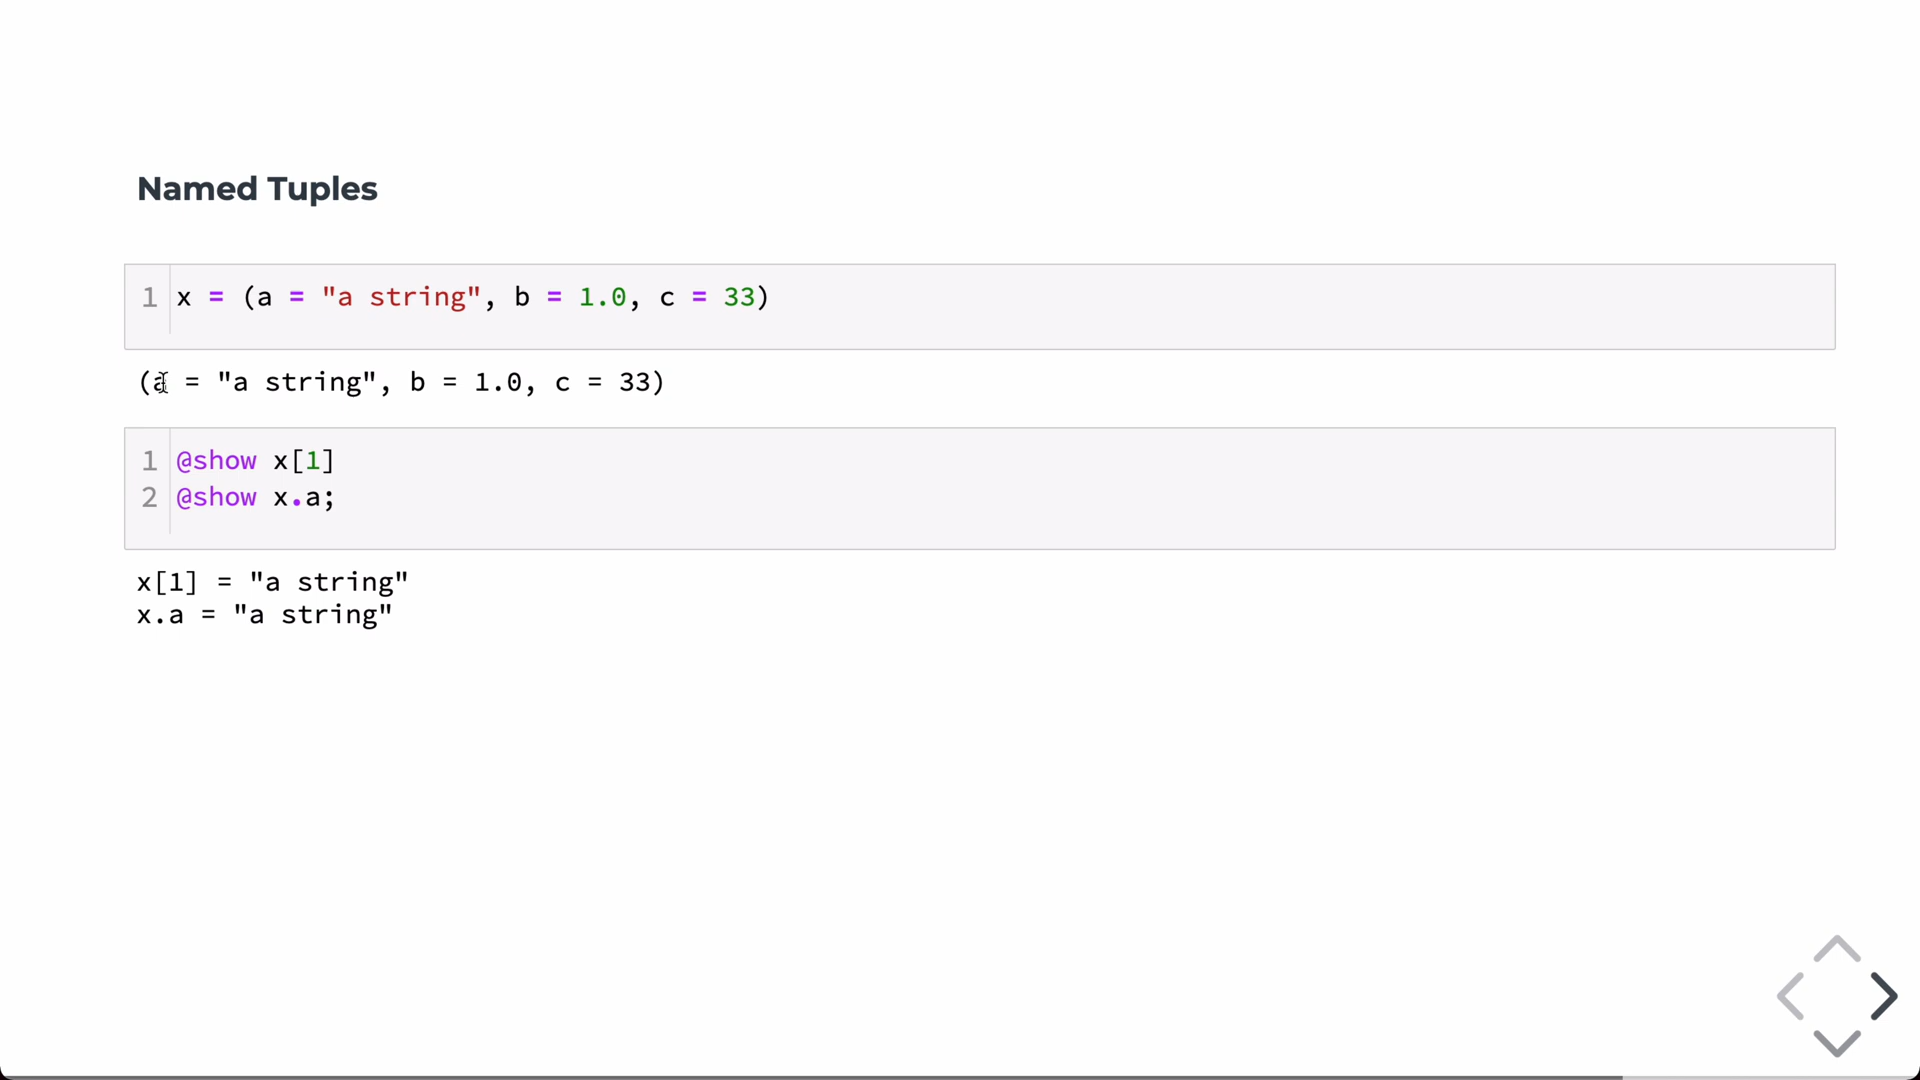 Named Tuples
1 x = (a = "a string", b = 1.0, c = 33)
(a = "a string", b = 1.0, c = 33)
1 @show x[1]
2 @show x.a;
x[1] = "a string"
x.a = "a string"